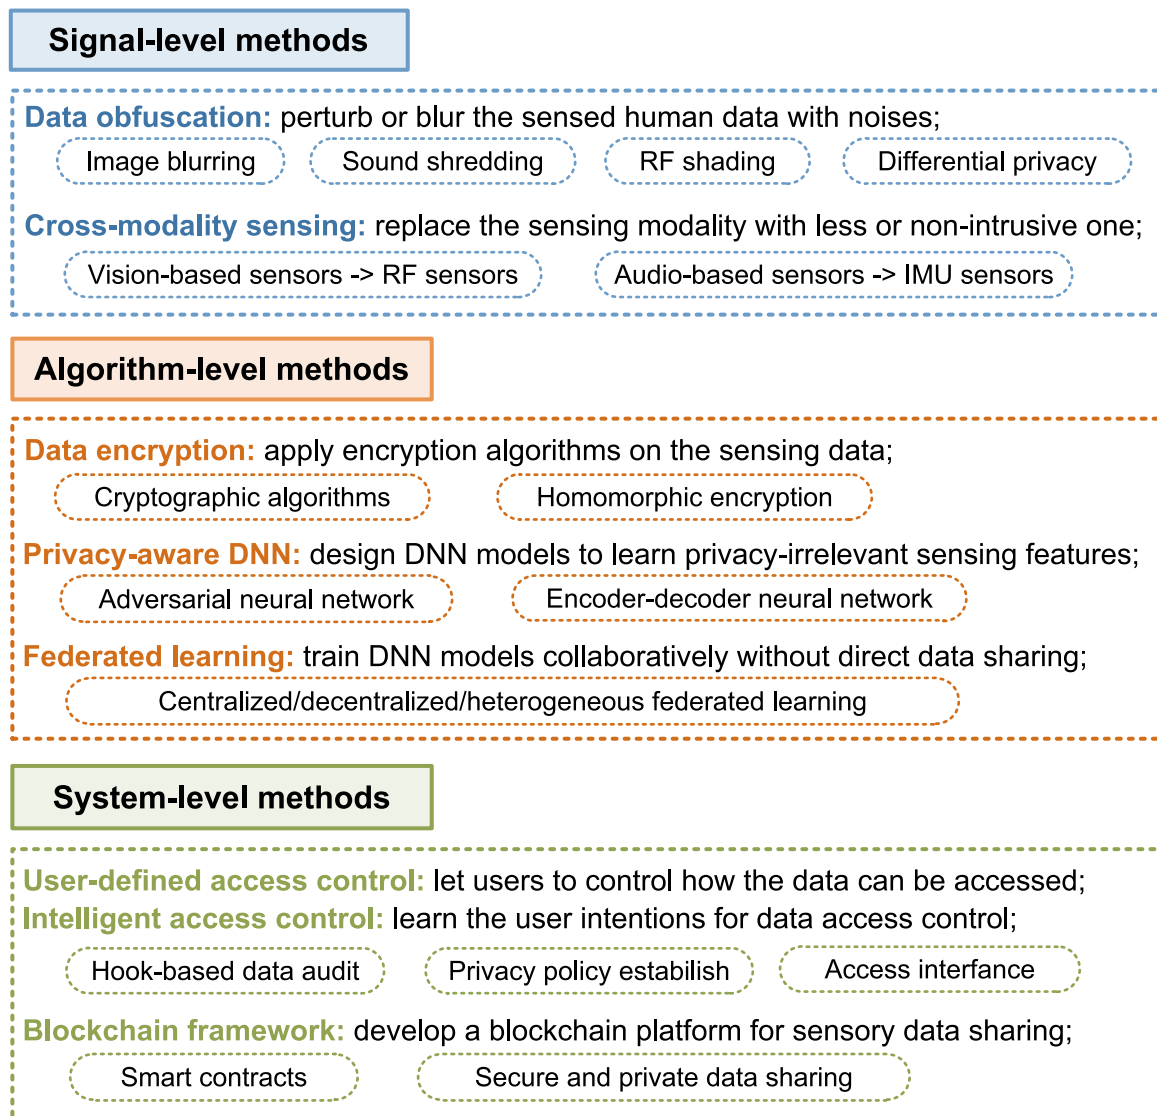 Signal-level methods
Data obfuscation: perturb or blur the sensed human data with noises;
Image blurring
Sound shredding
RF shading
Differential privacy
Cross-modality sensing: replace the sensing modality with less or non-intrusive one;
Vision-based sensors -> RF sensors
Audio-based sensors -> IMU sensors
Algorithm-level methods
Data encryption: apply encryption algorithms on the sensing data;
Cryptographic algorithms
Homomorphic encryption
Privacy-aware DNN: design DNN models to learn privacy-irrelevant sensing features;
Adversarial neural network
Encoder-decoder neural network
Federated learning: train DNN models collaboratively without direct data sharing;
Centralized/decentralized/heterogeneous federated learning
System-level methods
User-defined access control: let users to control how the data can be accessed;
Intelligent access control: learn the user intentions for data access control;
Hook-based data audit
Privacy policy estabilish
Access interfance
Blockchain framework: develop a blockchain platform for sensory data sharing;
Smart contracts
Secure and private data sharing